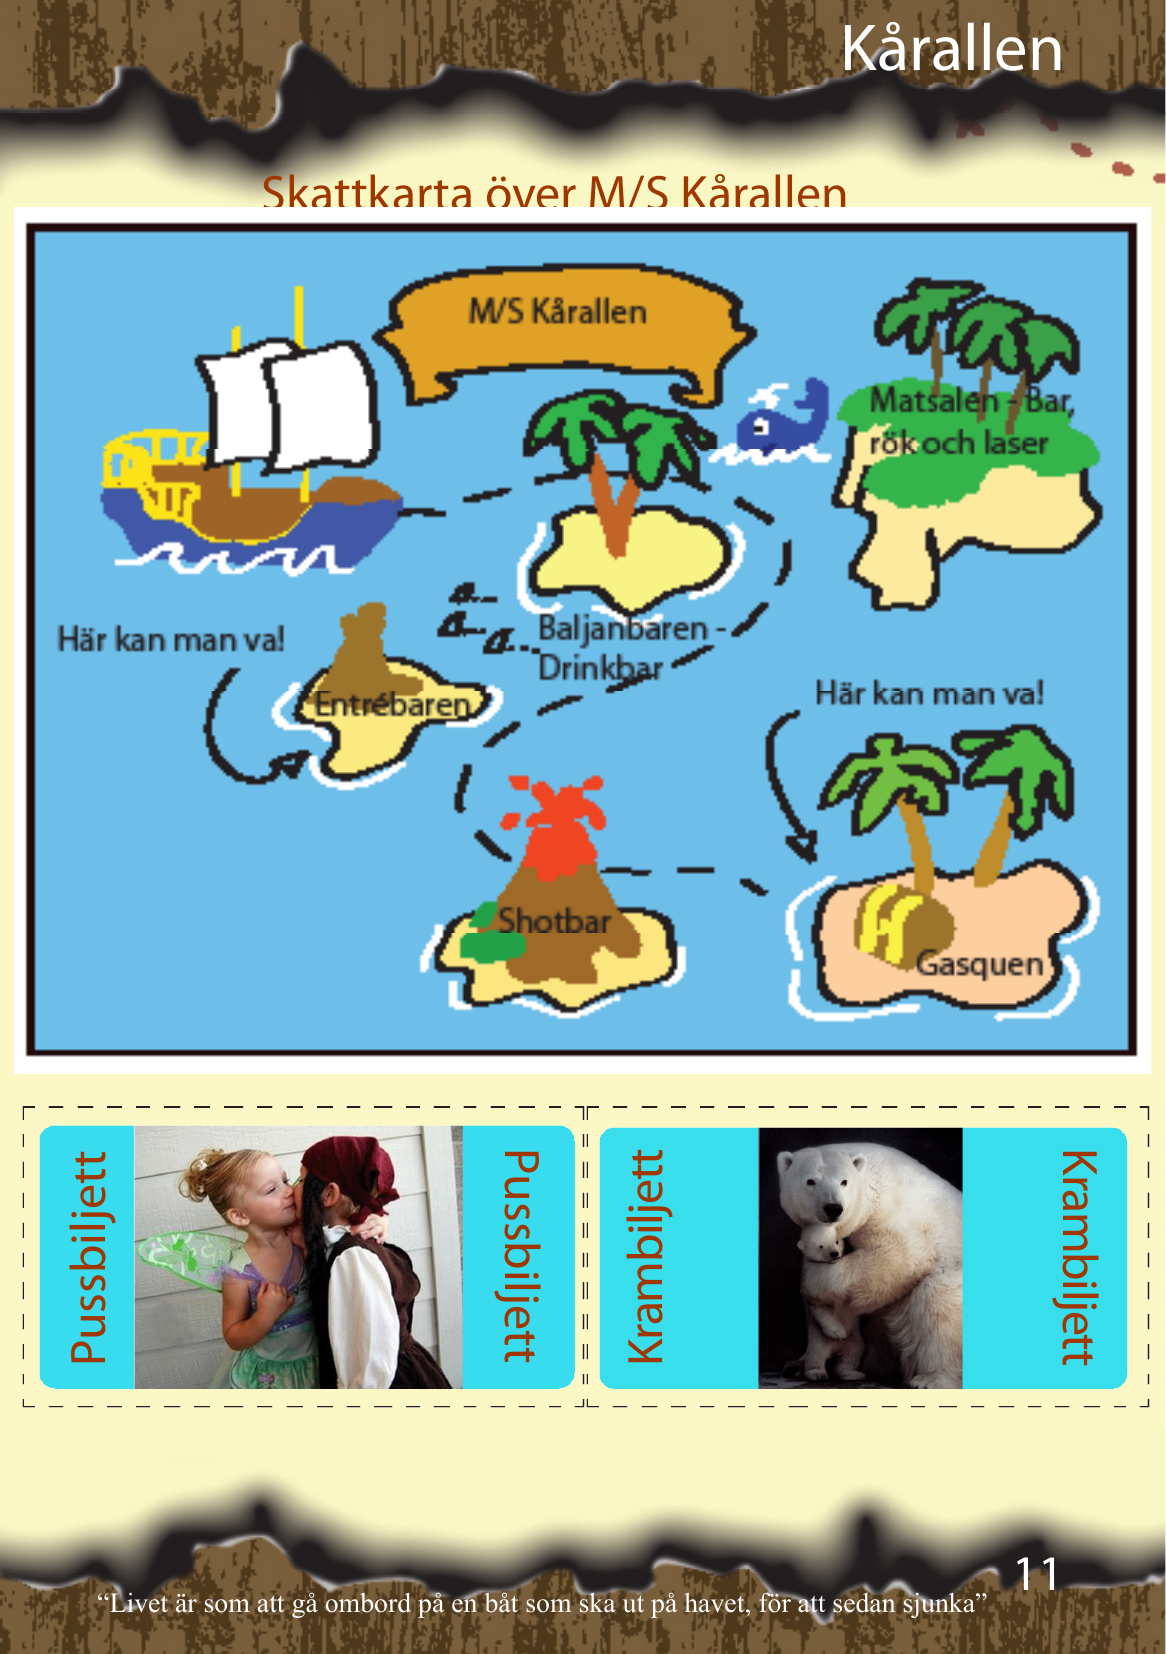 Kårallen
Skattkarta över M/S Kårallen
M/S Kårallen
Matsalen - Bar,
rök och laser
Här kan man va!
Baljanbaren -
Drinkbar
Entrébaren
Här kan man va!
Shotbar
Gasquen
Pussbiljett
Pussbiljett
Krambiljett
Krambiljett
11
“Livet är som att gå ombord på en båt som ska ut på havet, för att sedan sjunka”